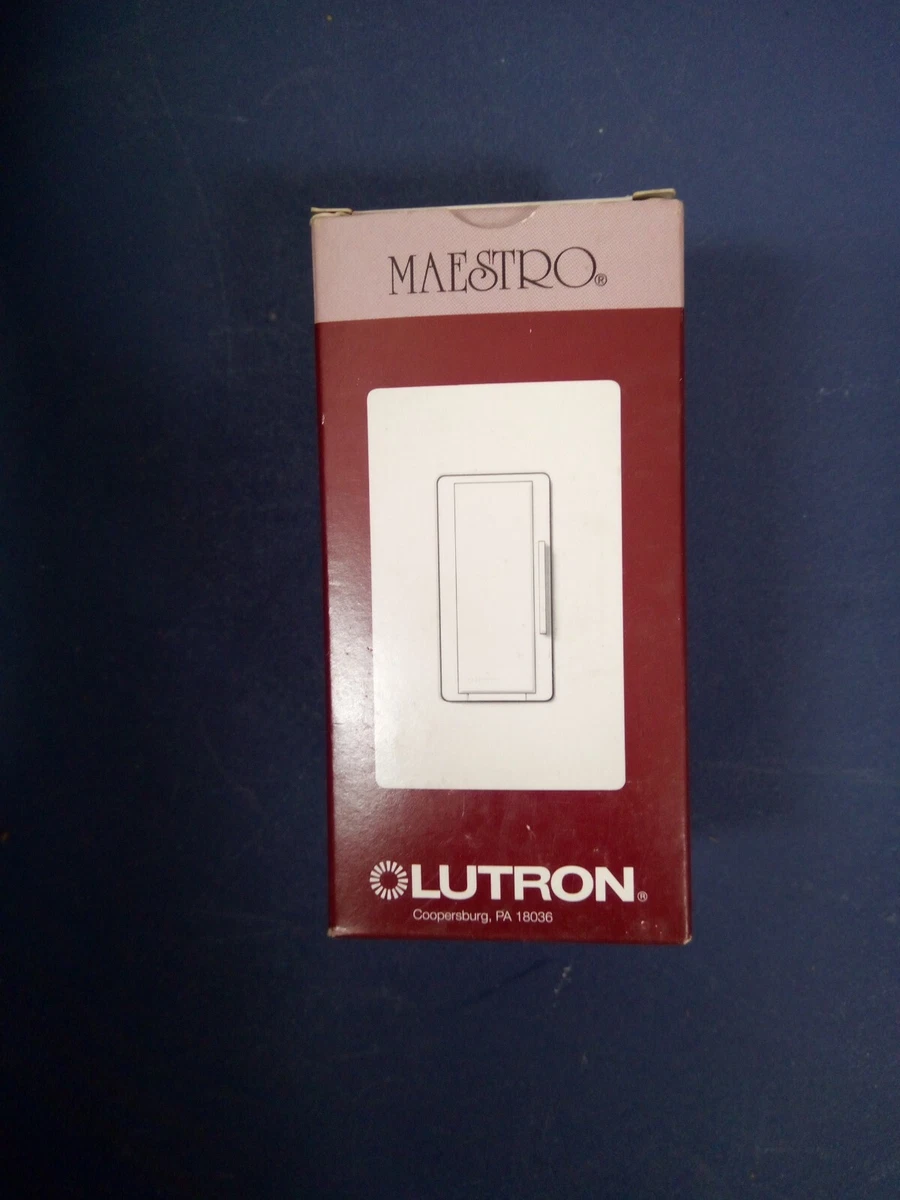 MAESTRO®
LUTRON®
Coopersburg, PA 18036